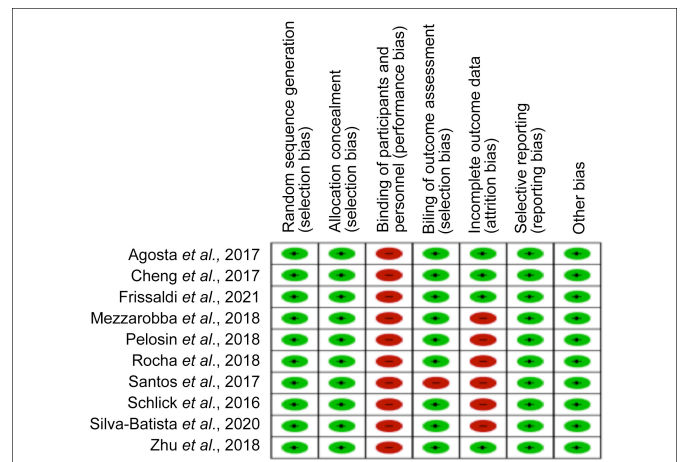 Random sequence generation
(selection bias)
Allocation concealment
(selection bias)
Binding of participants and
personnel (performance bias)
Biling of outcome assessment
(selection bias)
Incomplete outcome data
(attrition bias)
Selective reporting
(reporting bias)
Other bias
Agosta et al., 2017
Cheng et al., 2017
Frissaldi et al., 2021
Mezzarobba et al., 2018
Pelosin et al., 2018
Rocha et al., 2018
Santos et al., 2017
Schlick et al., 2016
Silva-Batista et al., 2020
Zhu et al., 2018